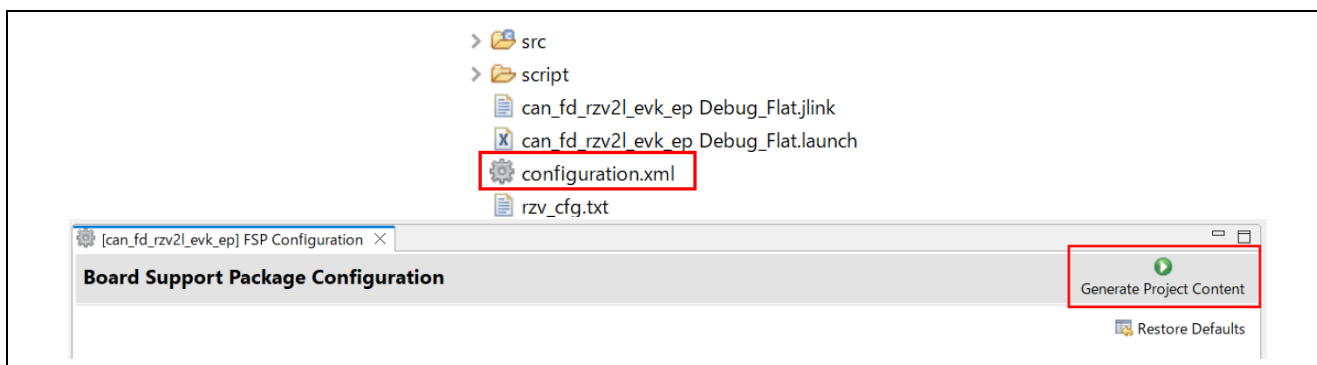 src
script
can_fd_rzv2l_evk_ep Debug_Flat.jlink
can_fd_rzv2l_evk_ep Debug_Flat.launch
configuration.xml
rzv_cfg.txt
[can_fd_rzv2l_evk_ep] FSP Configuration
Board Support Package Configuration
Generate Project Content
Restore Defaults